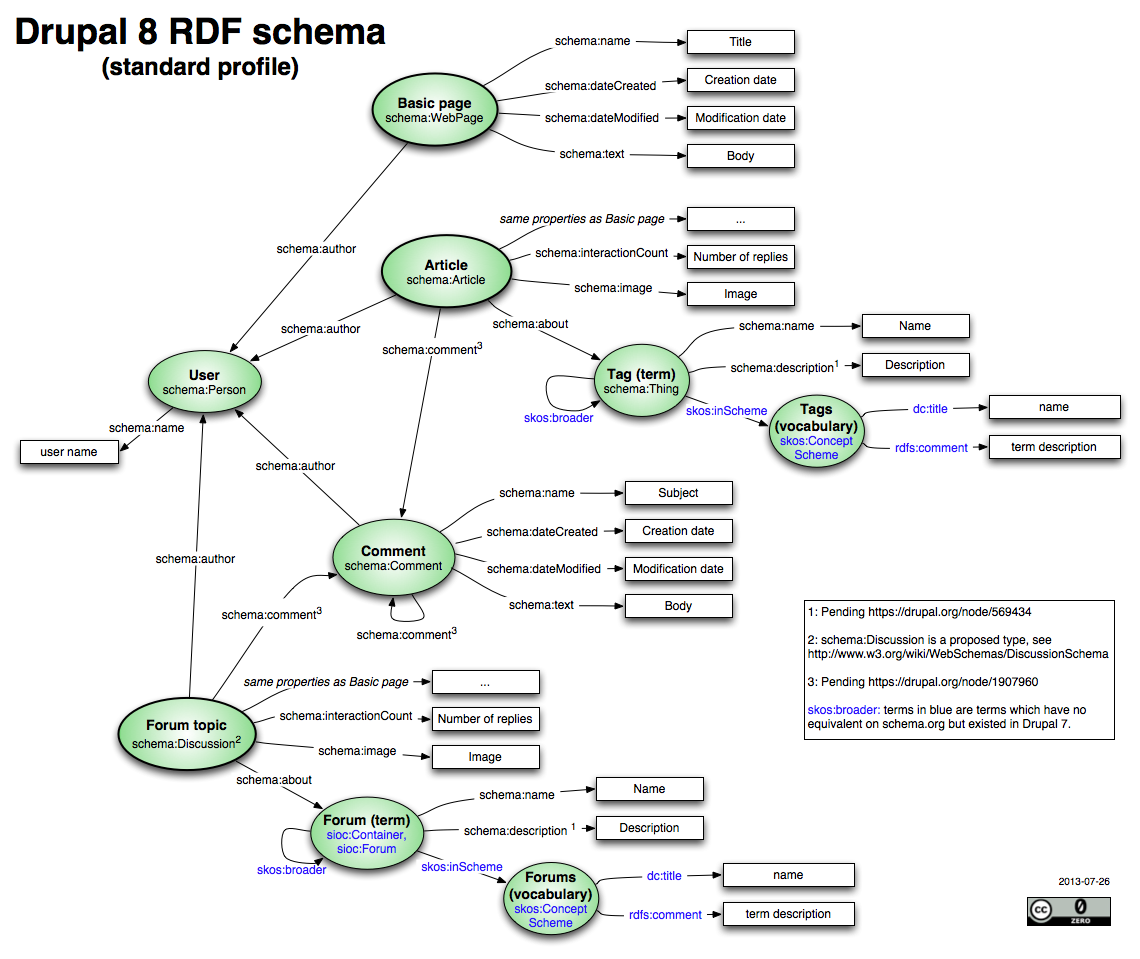 Drupal 8 RDF schema
(standard profile)
Basic page
schema:WebPage
schema:name
Title
schema:dateCreated
Creation date
schema:dateModified
Modification date
schema:text
Body
schema:author
Article
schema:Article
same properties as Basic page
...
schema:interactionCount
Number of replies
schema:image
Image
schema:about
schema:author
schema:comment3
Tag (term)
schema:Thing
schema:name
Name
schema:description1
Description
skos:broader
skos:inScheme
Tags
(vocabulary)
skos:Concept
Scheme
dc:title
name
rdfs:comment
term description
User
schema:Person
schema:name
user name
schema:author
schema:author
Comment
schema:Comment
schema:name
Subject
schema:dateCreated
Creation date
schema:dateModified
Modification date
schema:text
Body
schema:comment3
schema:comment3
Forum topic
schema:Discussion2
same properties as Basic page
...
schema:interactionCount
Number of replies
schema:image
Image
schema:about
Forum (term)
sioc:Container,
sioc:Forum
schema:name
Name
schema:description 1
Description
skos:broader
skos:inScheme
Forums
(vocabulary)
skos:Concept
Scheme
dc:title
name
rdfs:comment
term description
1: Pending https://drupal.org/node/569434
2: schema:Discussion is a proposed type, see
http://www.w3.org/wiki/WebSchemas/DiscussionSchema
3: Pending https://drupal.org/node/1907960
skos:broader: terms in blue are terms which have no
equivalent on schema.org but existed in Drupal 7.
2013-07-26
cc
0
ZERO